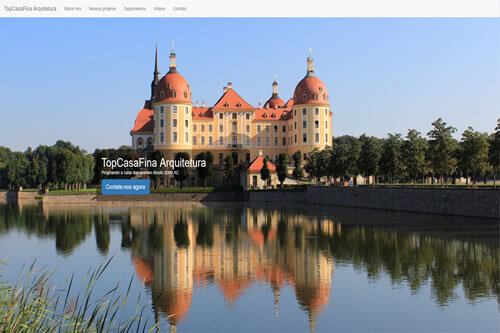 TopCasaFina Arquitetura Sobre nós Nossos projetos Depoimentos Vídeos Contato
TopCasaFina Arquitetura
Projetando a casa dos sonhos desde 2000 AC.
Contate-nos agora